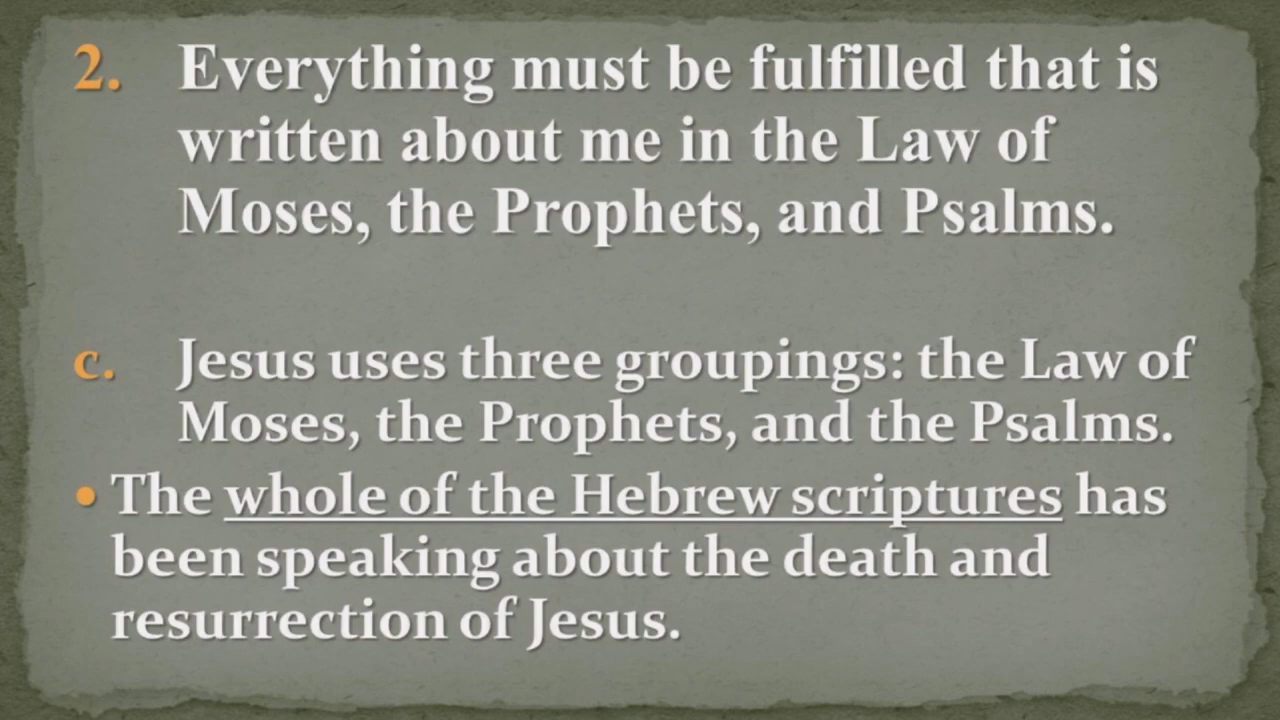 2. Everything must be fulfilled that is
written about me in the Law of
Moses, the Prophets, and Psalms.
c. Jesus uses three groupings: the Law of
Moses, the Prophets, and the Psalms.
• The whole of the Hebrew scriptures has
been speaking about the death and
resurrection of Jesus.